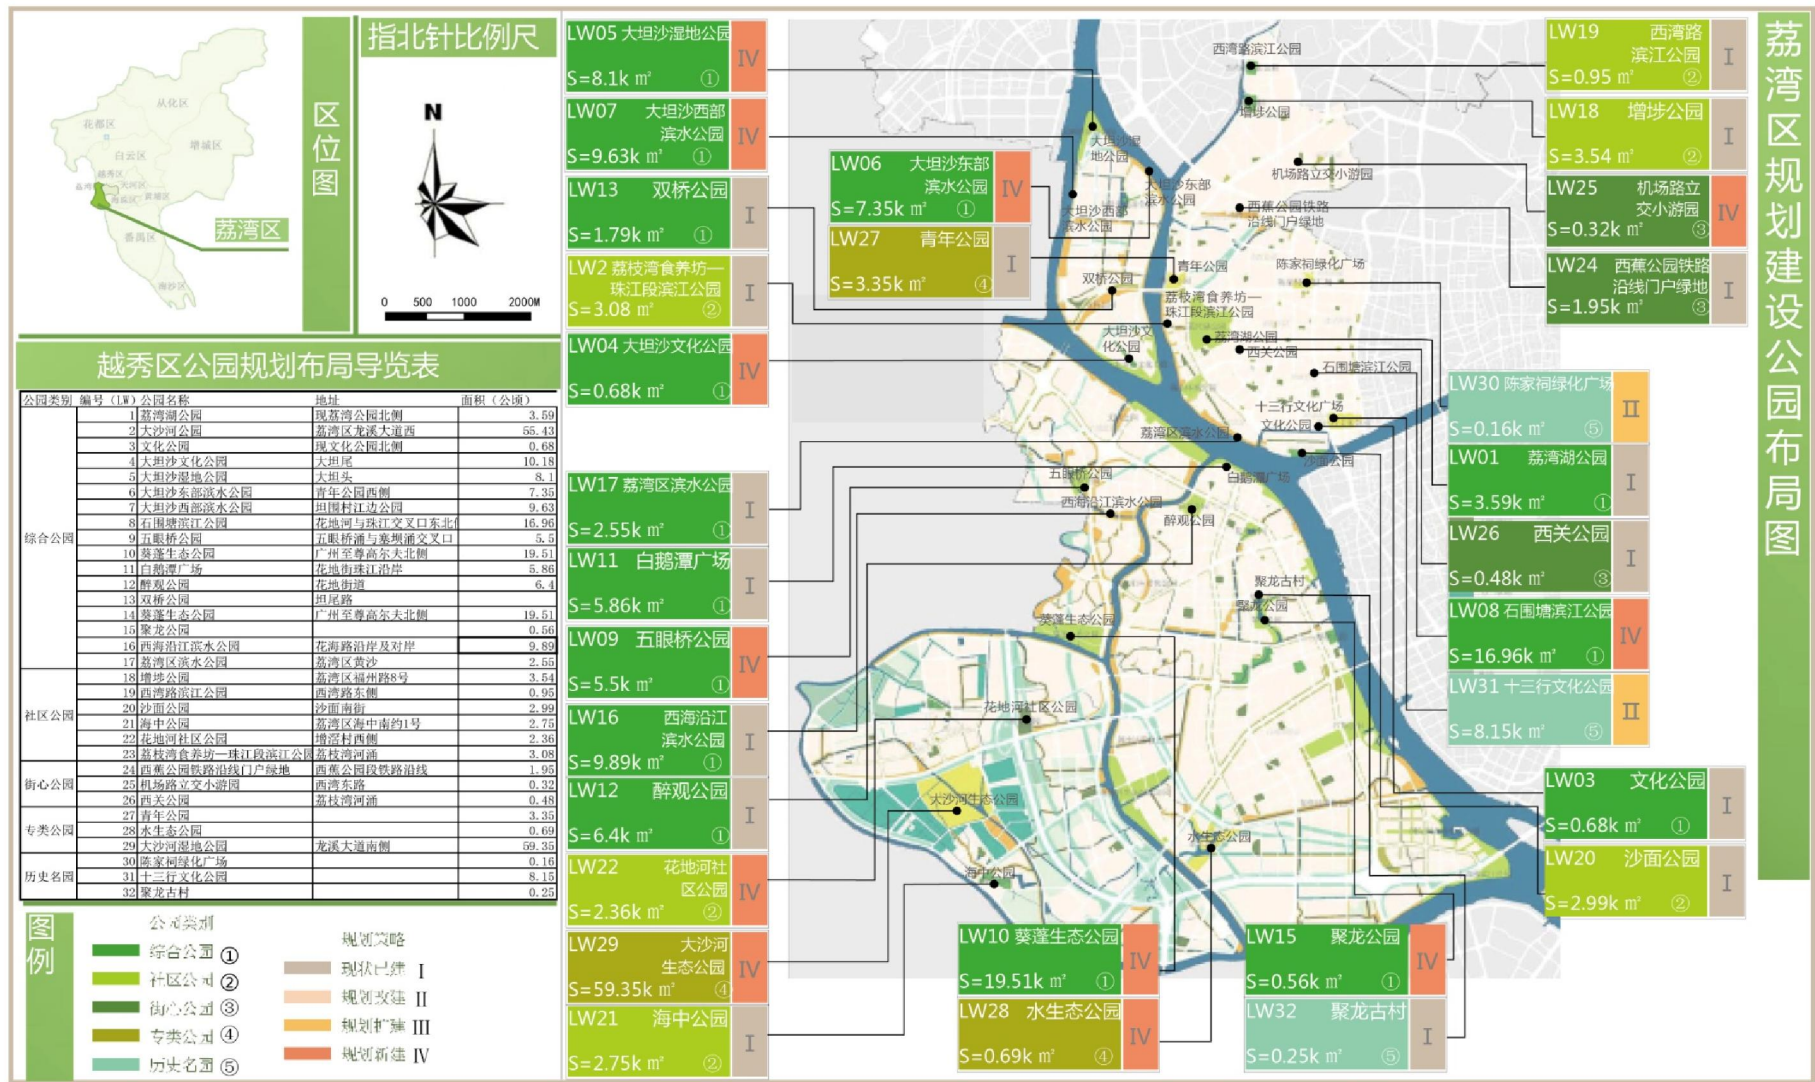 从化区
花都区
增城区
白云区
越秀区
番禺区
南沙区
荔湾区
区位图
指北针比例尺
N
0 500 1000 2000M
越秀区公园规划布局导览表
公园类别 编号（LW） 公园名称 地址 面积（公顷）
综合公园
1 荔湾湖公园 现荔湾公园北侧 3.59
2 大沙河公园 荔湾区龙溪大道西 55.43
3 文化公园 现文化公园北侧 0.68
4 大坦沙文化公园 大坦尾 10.18
5 大坦沙湿地公园 大坦头 8.1
6 大坦沙东部滨水公园 青年公园西侧 7.35
7 大坦沙西部滨水公园 坦围村江边公园 9.63
8 石围塘滨江公园 花地河与珠江交叉口东北 16.96
9 五眼桥公园 五眼桥涌与塞坝涌交叉口 5.5
10 葵蓬生态公园 广州至尊高尔夫北侧 19.51
11 白鹅潭广场 花地街珠江沿岸 5.86
12 醉观公园 花地街道 6.4
13 双桥公园 坦尾路
14 葵蓬生态公园 广州至尊高尔夫北侧 19.51
15 聚龙公园 0.56
16 西海沿江滨水公园 花海路沿岸及对岸 9.89
17 荔湾区滨水公园 荔湾区黄沙 2.55
社区公园
18 增埗公园 荔湾区福州路8号 3.54
19 西湾路滨江公园 西湾路东侧 0.95
20 沙面公园 沙面南街 2.99
21 海中公园 荔湾区海中南约1号 2.75
22 花地河社区公园 增滘村西侧 2.36
23 荔枝湾食养坊—珠江段滨江公园 荔枝湾河涌 3.08
街心公园
24 西蕉公园铁路沿线门户绿地 西蕉公园段铁路沿线 1.95
25 机场路立交小游园 西湾东路 0.32
26 西关公园 荔枝湾河涌 0.48
专类公园
27 青年公园 3.35
28 水生态公园 0.69
29 大沙河湿地公园 龙溪大道南侧 59.35
历史名园
30 陈家祠绿化广场 0.16
31 十三行文化公园 8.15
32 聚龙古村 0.25
图例
公园类别
综合公园 ①
社区公园 ②
街心公园 ③
专类公园 ④
历史名园 ⑤
规划策略
现状已建 I
规划改建 II
规划扩建 III
规划新建 IV
LW05 大坦沙湿地公园
S=8.1k ㎡ ① IV
LW07 大坦沙西部
滨水公园
S=9.63k ㎡ ① IV
LW13 双桥公园
S=1.79k ㎡ ① I
LW2 荔枝湾食养坊—
珠江段滨江公园
S=3.08 ㎡ ② I
LW04 大坦沙文化公园
S=0.68k ㎡ ① IV
LW17 荔湾区滨水公园
S=2.55k ㎡ ① I
LW11 白鹅潭广场
S=5.86k ㎡ ① I
LW09 五眼桥公园
S=5.5k ㎡ ① IV
LW16 西海沿江
滨水公园
S=9.89k ㎡ ① I
LW12 醉观公园
S=6.4k ㎡ ① I
LW22 花地河社
区公园
S=2.36k ㎡ ② IV
LW29 大沙河
生态公园
S=59.35k ㎡ ④ IV
LW21 海中公园
S=2.75k ㎡ ② I
LW06 大坦沙东部
滨水公园
S=7.35k ㎡ ① IV
LW27 青年公园
S=3.35k ㎡ ④ I
西湾路滨江公园
增埗公园
大坦沙湿
地公园
机场路立交小游园
大坦沙东部
滨水公园
大坦沙西部
滨水公园
西蕉公园铁路
沿线门户绿地
青年公园
陈家祠绿化广场
双桥公园
荔枝湾食养坊—
珠江段滨江公园
大坦沙文
化公园
荔湾湖公园
西关公园
石围塘滨江公园
十三行文化广场
文化公园
荔湾区滨水公园
沙面公园
白鹅潭广场
五眼桥公园
西海沿江滨水公园
醉观公园
聚龙古村
聚龙公园
葵蓬生态公园
花地河社区公园
大沙河生态公园
水生态公园
海中公园
LW10 葵蓬生态公园
S=19.51k ㎡ ① IV
LW28 水生态公园
S=0.69k ㎡ ④ IV
LW15 聚龙公园
S=0.56k ㎡ ① IV
LW32 聚龙古村
S=0.25k ㎡ ⑤ I
LW19 西湾路
滨江公园
S=0.95 ㎡ ② I
LW18 增埗公园
S=3.54 ㎡ ② I
LW25 机场路立
交小游园
S=0.32k ㎡ ③ IV
LW24 西蕉公园铁路
沿线门户绿地
S=1.95k ㎡ ③ I
LW30 陈家祠绿化广场
S=0.16k ㎡ ⑤ II
LW01 荔湾湖公园
S=3.59k ㎡ ① I
LW26 西关公园
S=0.48k ㎡ ③ I
LW08 石围塘滨江公园
S=16.96k ㎡ ① IV
LW31 十三行文化公园
S=8.15k ㎡ ⑤ II
LW03 文化公园
S=0.68k ㎡ ① I
LW20 沙面公园
S=2.99k ㎡ ② I
荔湾区规划建设公园布局图